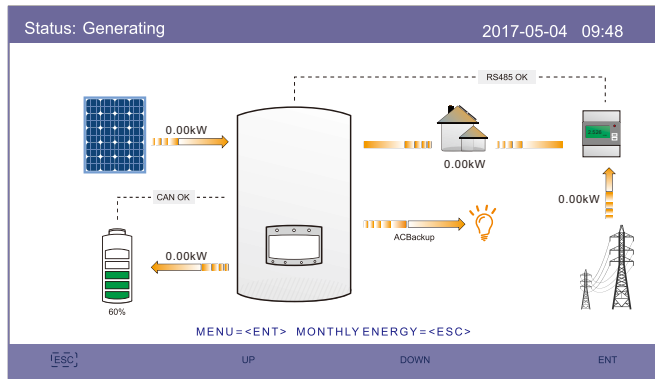 Status: Generating
2017-05-04 09:48
RS485 OK
0.00kW
0.00kW
CAN OK
0.00kW
0.00kW
ACBackup
60%
MENU=<ENT> MONTHLY ENERGY=<ESC>
ESC UP DOWN ENT